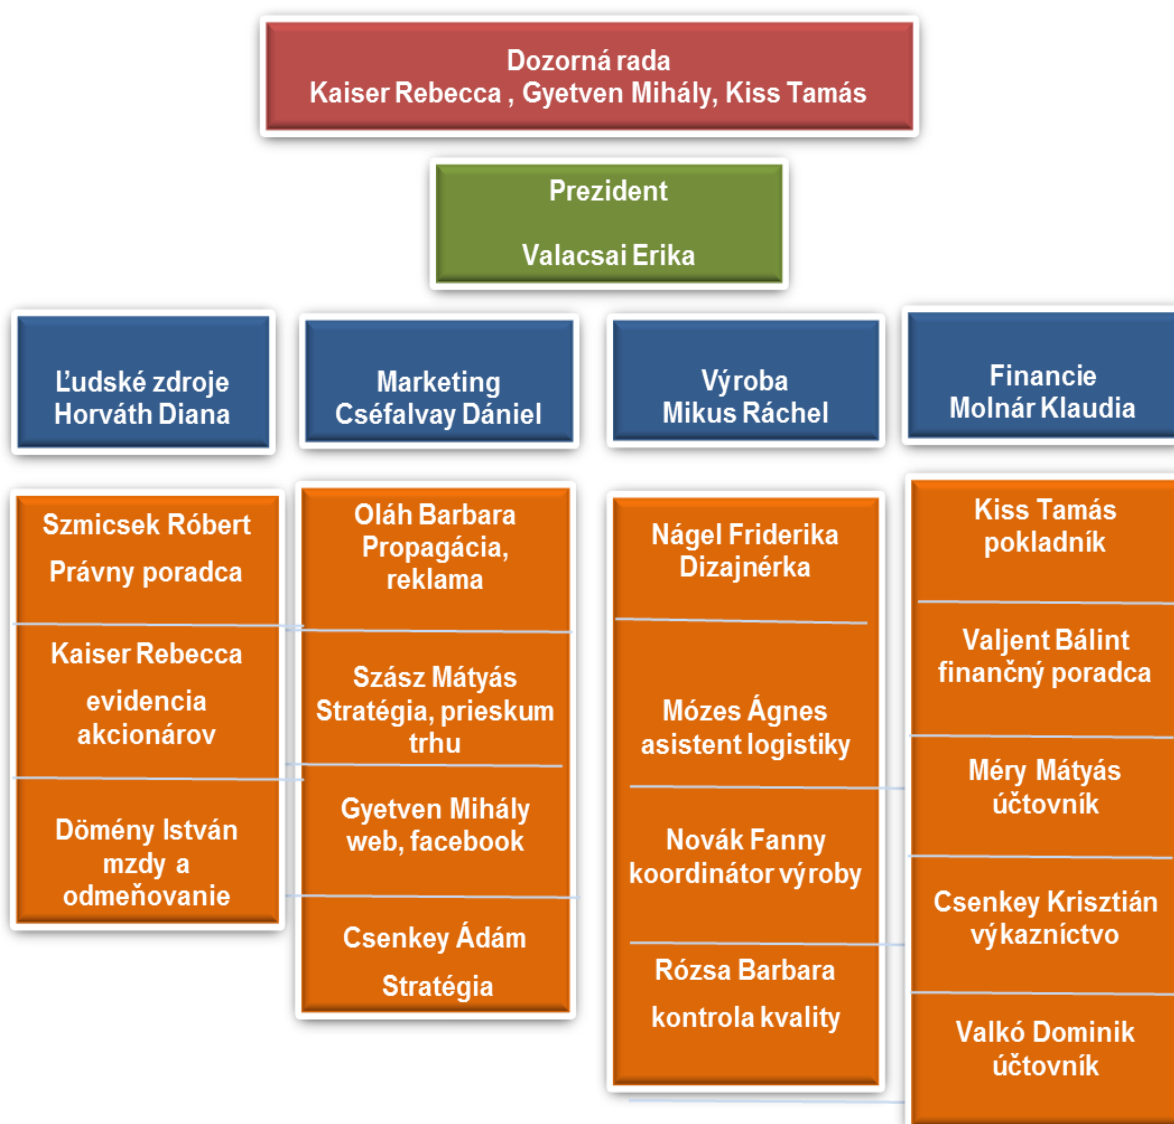 Dozorná rada
Kaiser Rebecca , Gyetven Mihály, Kiss Tamás
Prezident
Valacsai Erika
Ľudské zdroje
Horváth Diana
Marketing
Cséfalvay Dániel
Výroba
Mikus Ráchel
Financie
Molnár Klaudia
Szmicsek Róbert
Právny poradca
Kaiser Rebecca
evidencia
akcionárov
Dömény István
mzdy a
odmeňovanie
Oláh Barbara
Propagácia,
reklama
Szász Mátyás
Stratégia, prieskum
trhu
Gyetven Mihály
web, facebook
Csenkey Ádám
Stratégia
Nágel Friderika
Dizajnérka
Mózes Ágnes
asistent logistiky
Novák Fanny
koordinátor výroby
Rózsa Barbara
kontrola kvality
Kiss Tamás
pokladník
Valjent Bálint
finančný poradca
Méry Mátyás
účtovník
Csenkey Krisztián
výkazníctvo
Valkó Dominik
účtovník